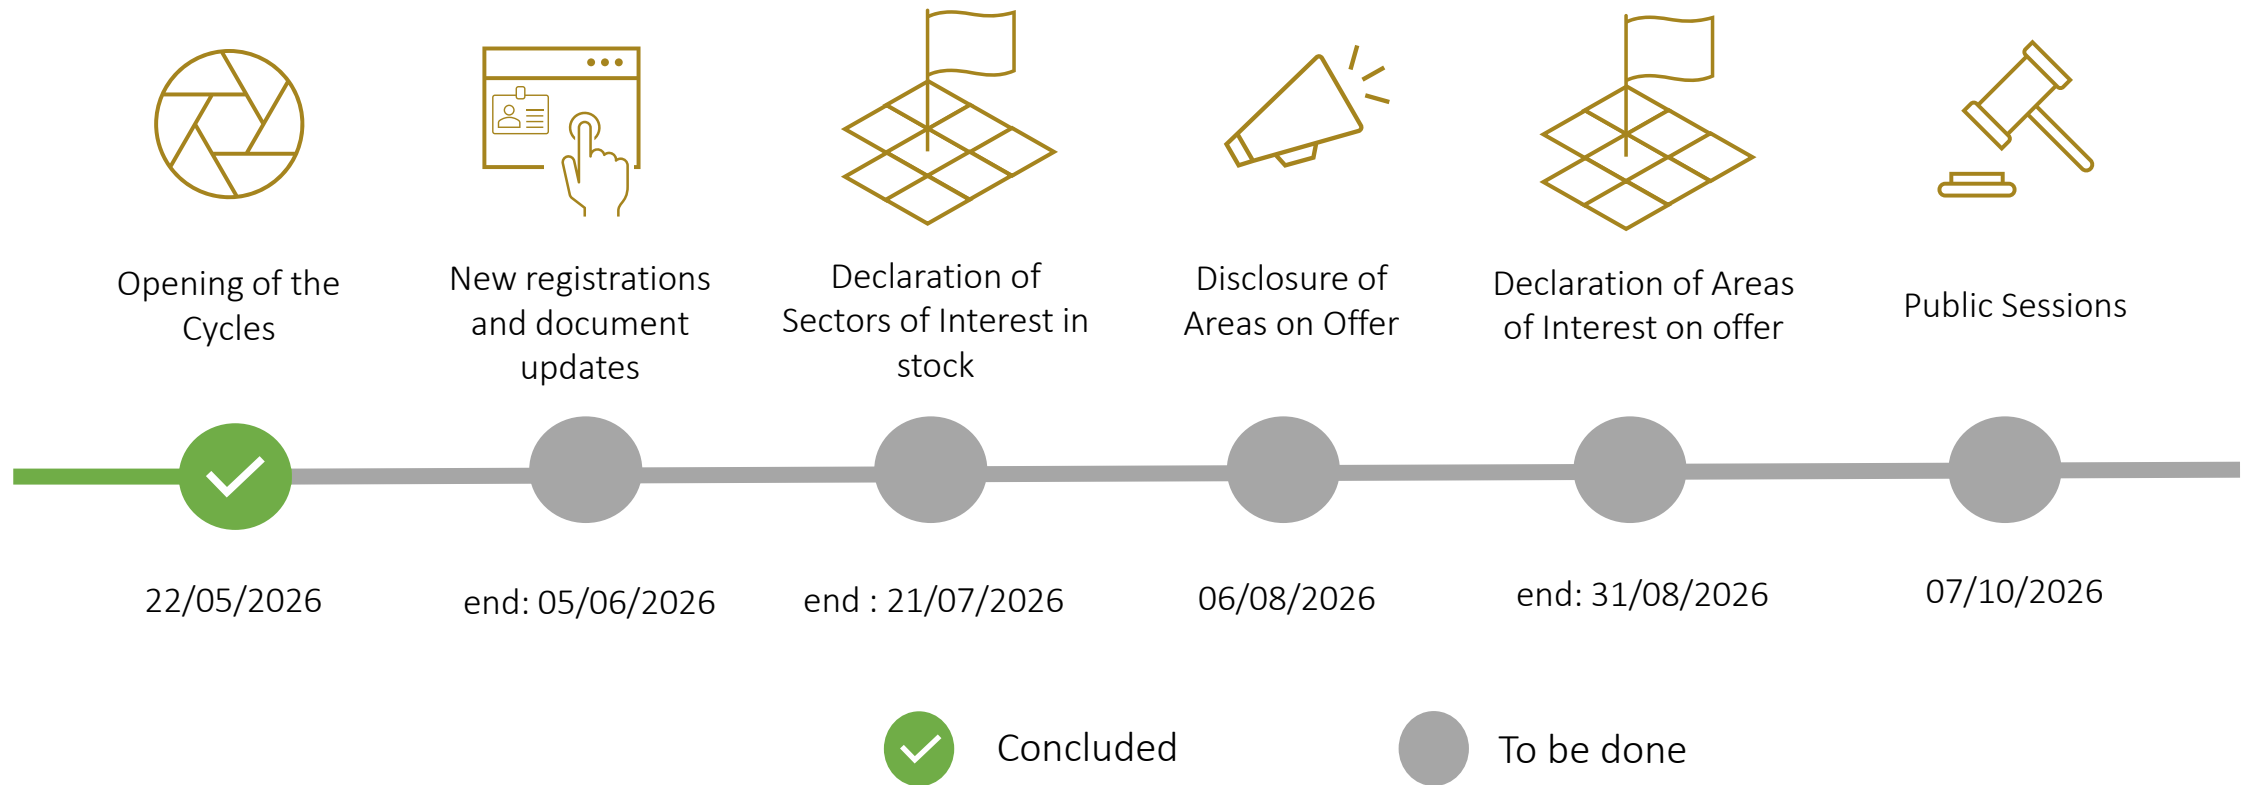 Opening of the
Cycles
New registrations
and document
updates
Declaration of
Sectors of Interest in
stock
Disclosure of
Areas on Offer
Declaration of Areas
of Interest on offer
Public Sessions
22/05/2026
end: 05/06/2026
end : 21/07/2026
06/08/2026
end: 31/08/2026
07/10/2026
Concluded
To be done